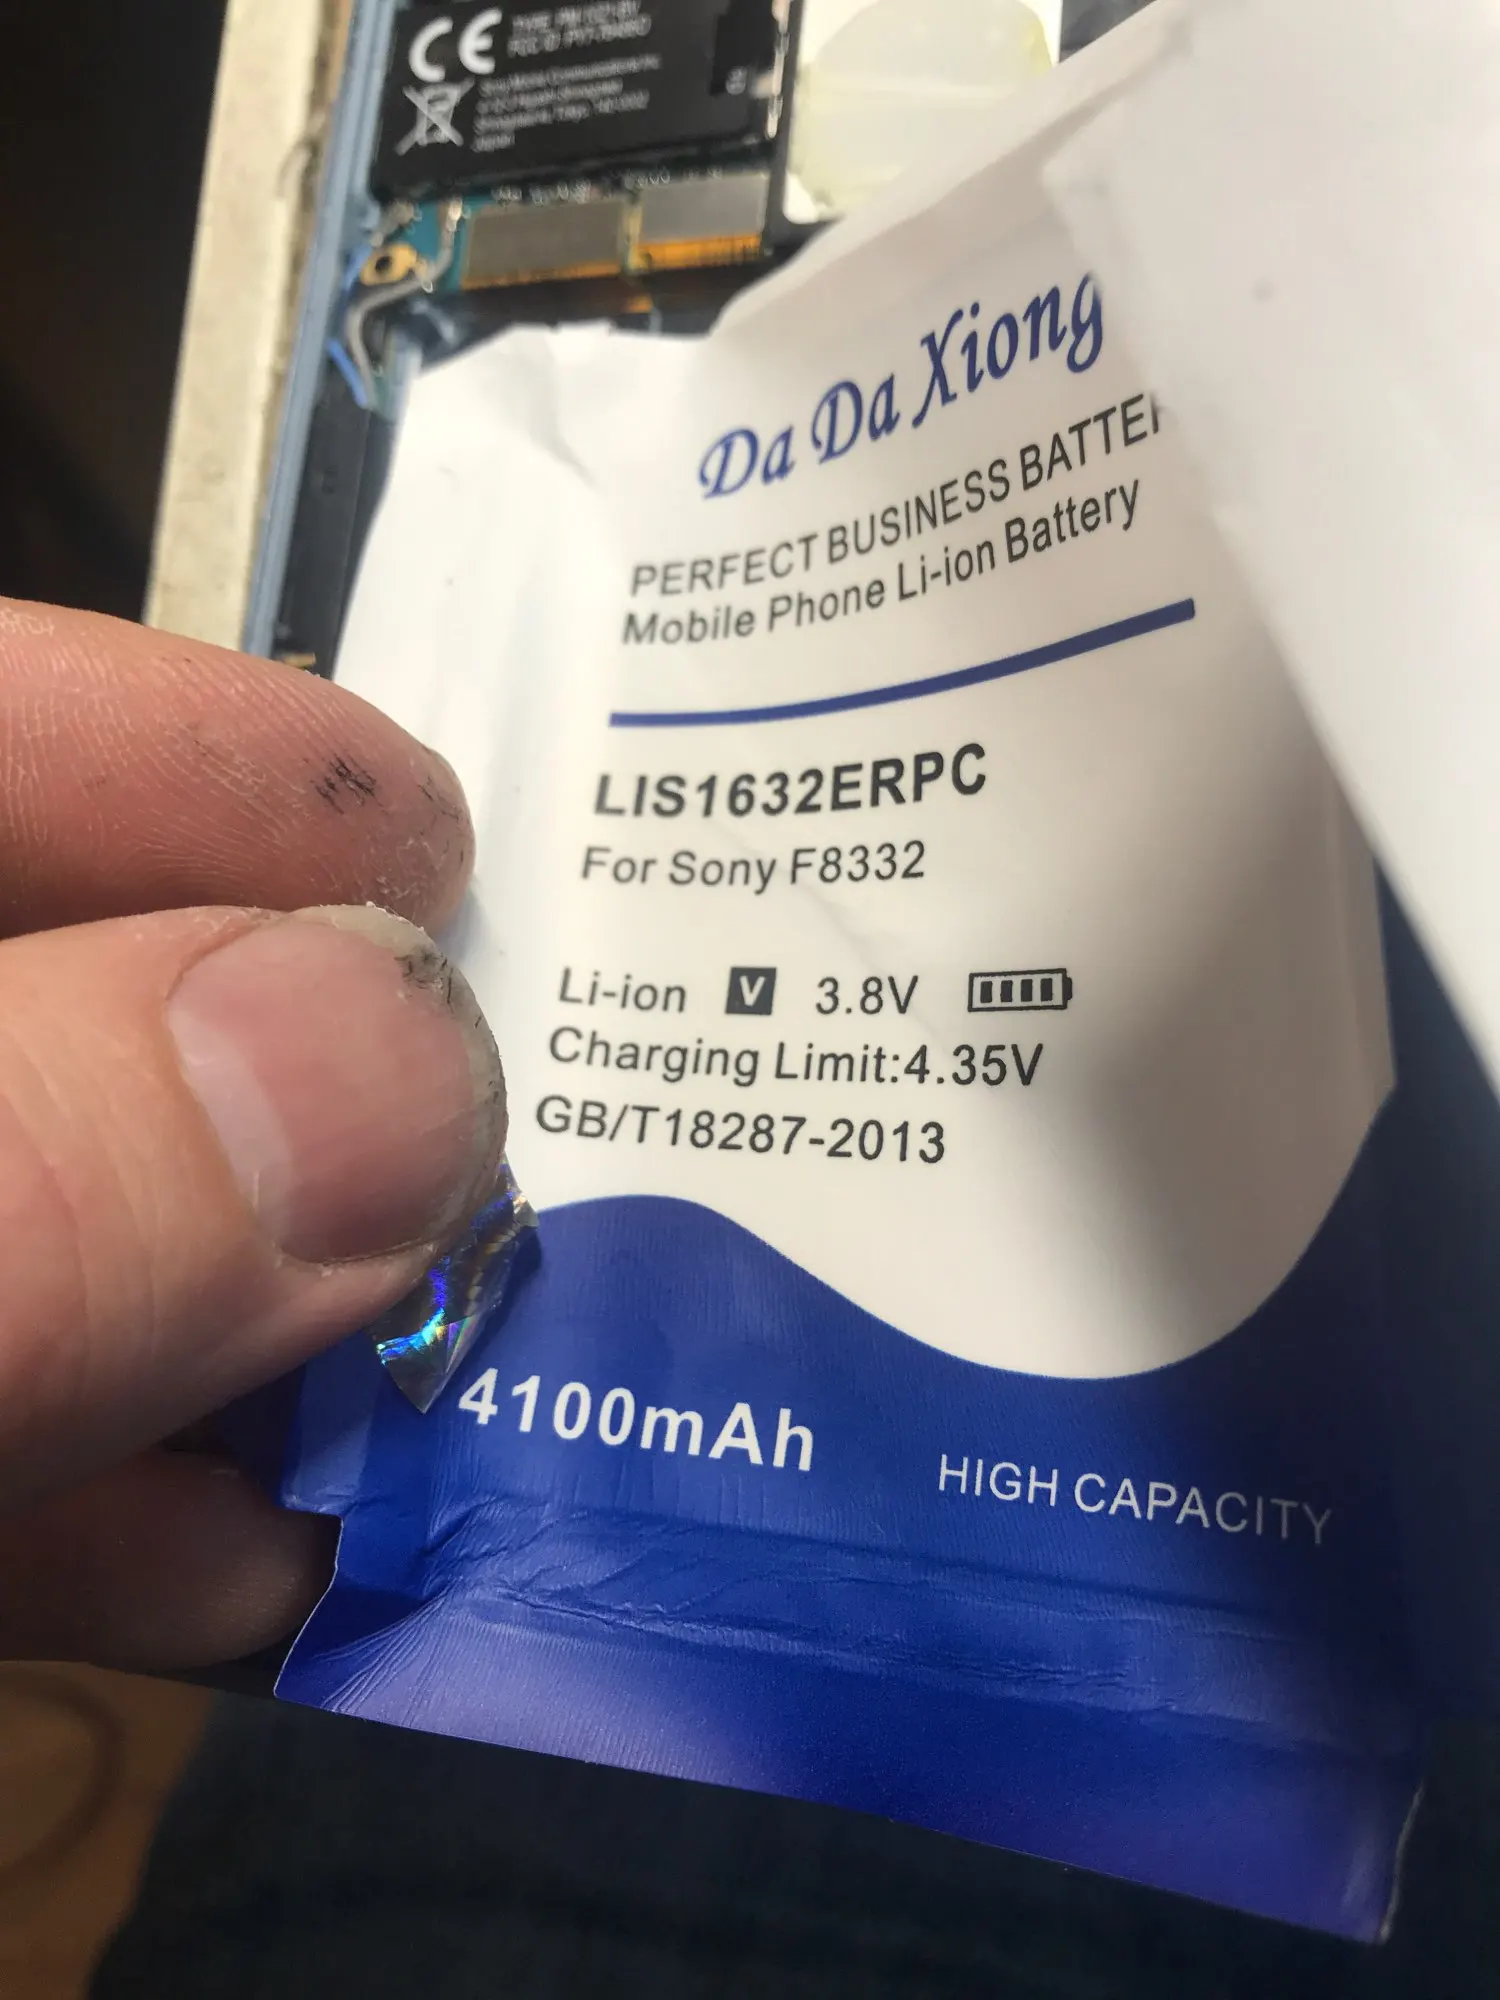 CE
Japan
Da Da Xiong
PERFECT BUSINESS BATTE
Mobile Phone Li-ion Battery
LIS1632ERPC
For Sony F8332
Li-ion V 3.8V
Charging Limit:4.35V
GB/T18287-2013
4100mAh
HIGH CAPACITY